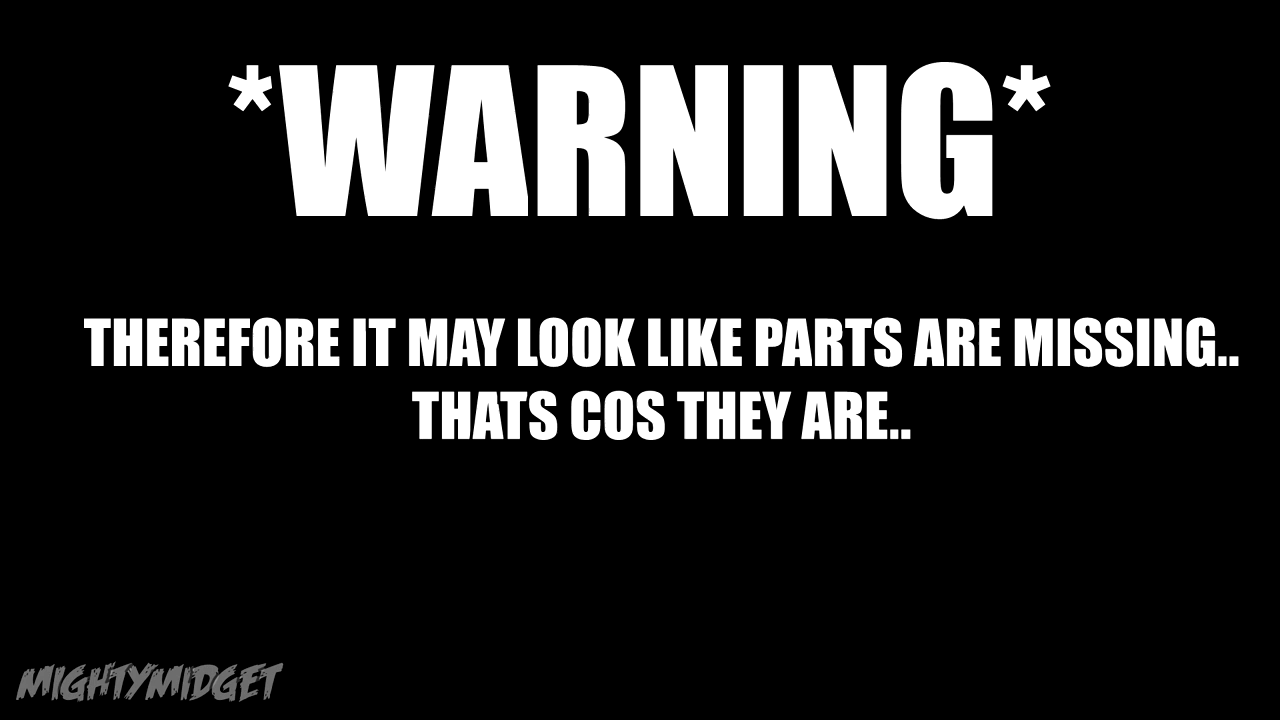 *WARNING*
THEREFORE IT MAY LOOK LIKE PARTS ARE MISSING..
THATS COS THEY ARE..
MIGHTYMIDGET